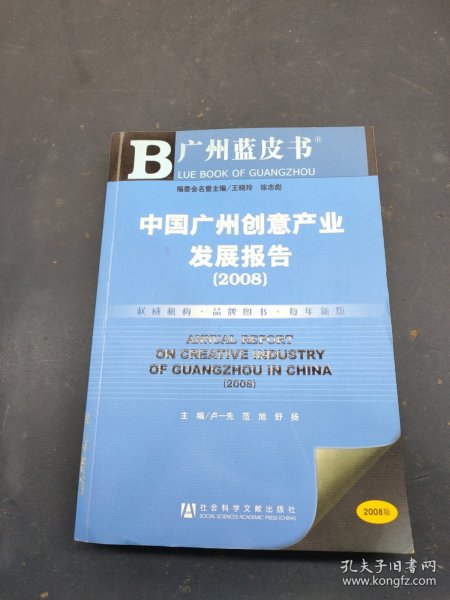 B 广州蓝皮书®
LUE BOOK OF GUANGZHOU
编委会名誉主编/王晓玲 徐志彪
中国广州创意产业
发展报告
(2008)
权威机构·品牌图书·每年新版
ANNUAL REPORT
ON CREATIVE INDUSTRY
OF GUANGZHOU IN CHINA
(2008)
主 编/卢一先 范 旭 舒 扬
社会科学文献出版社
SOCIAL SCIENCES ACADEMIC PRESS (CHINA)
2008版
孔夫子旧书网
www.kongfz.com